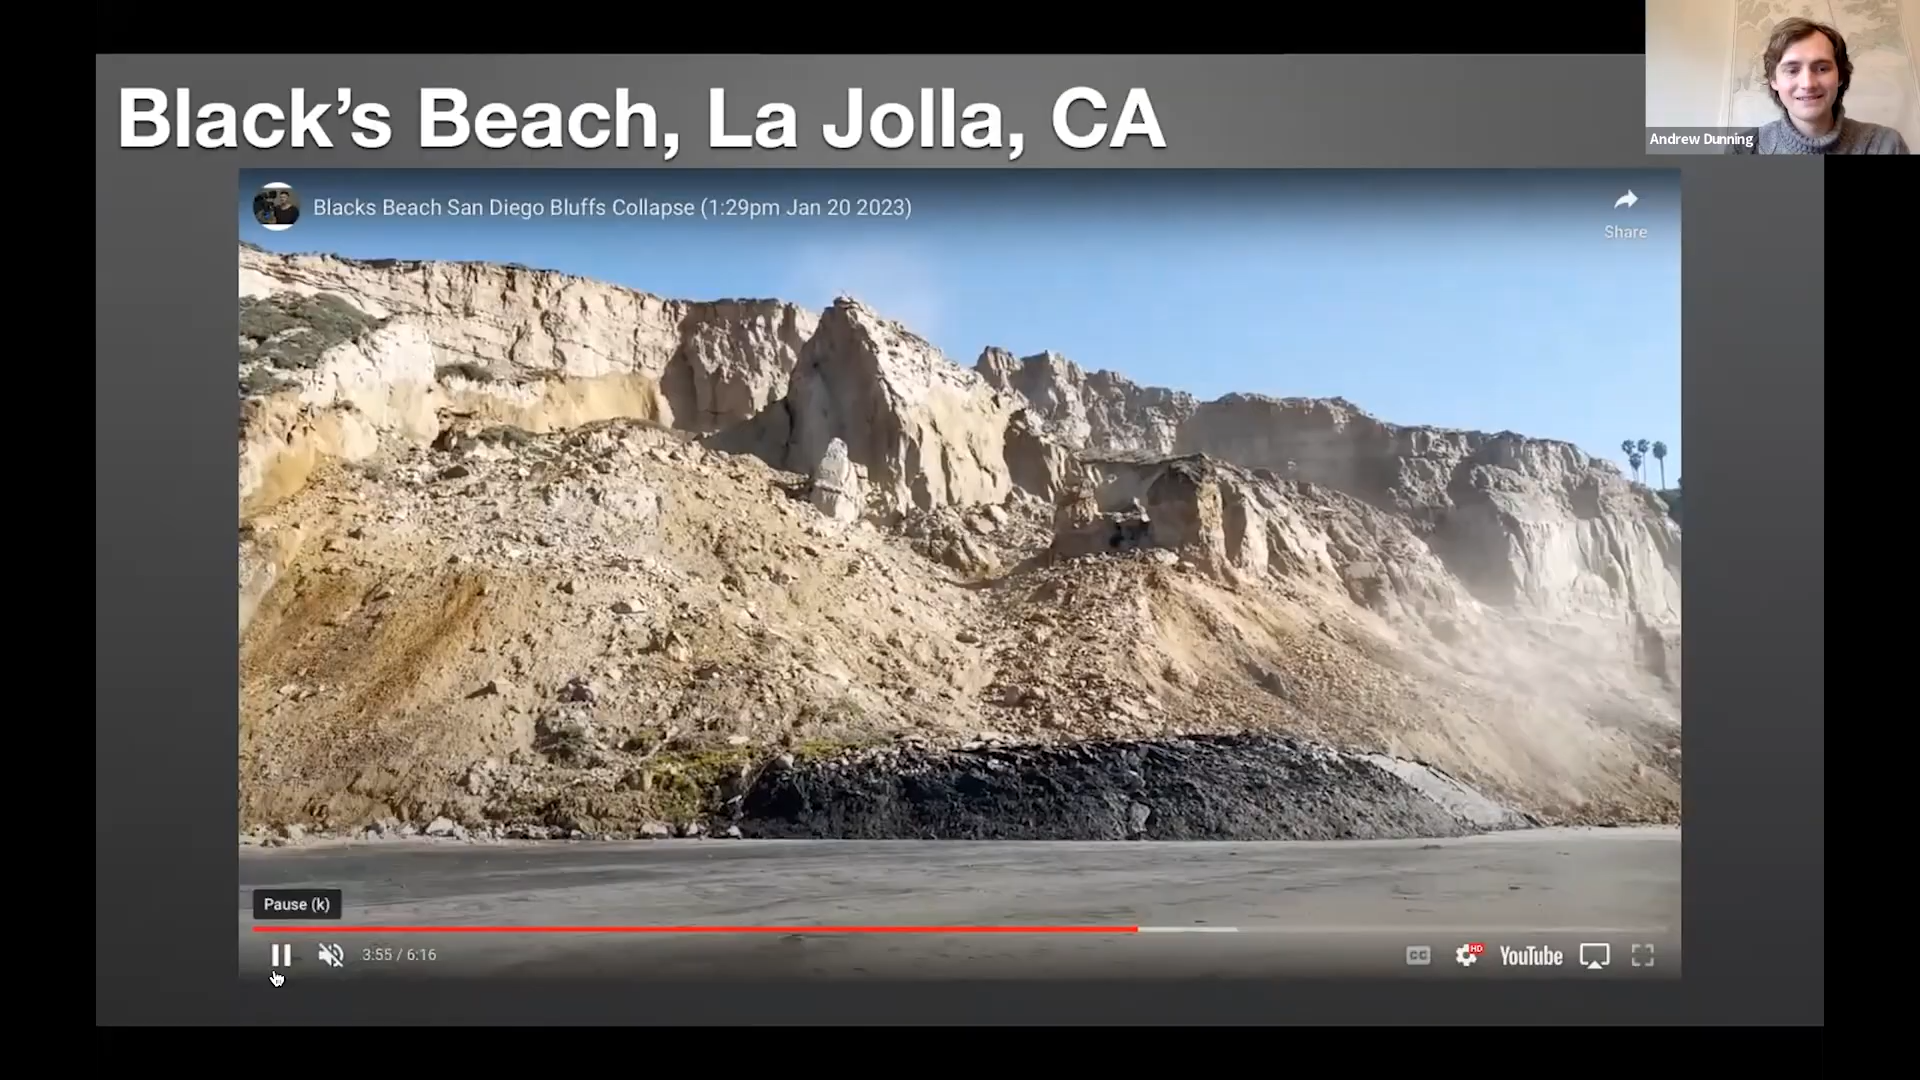 Black's Beach, La Jolla, CA
Andrew Dunning
Blacks Beach San Diego Bluffs Collapse (1:29pm Jan 20 2023)
Share
Pause (k)
3:55 / 6:16
CC
HD
YouTube